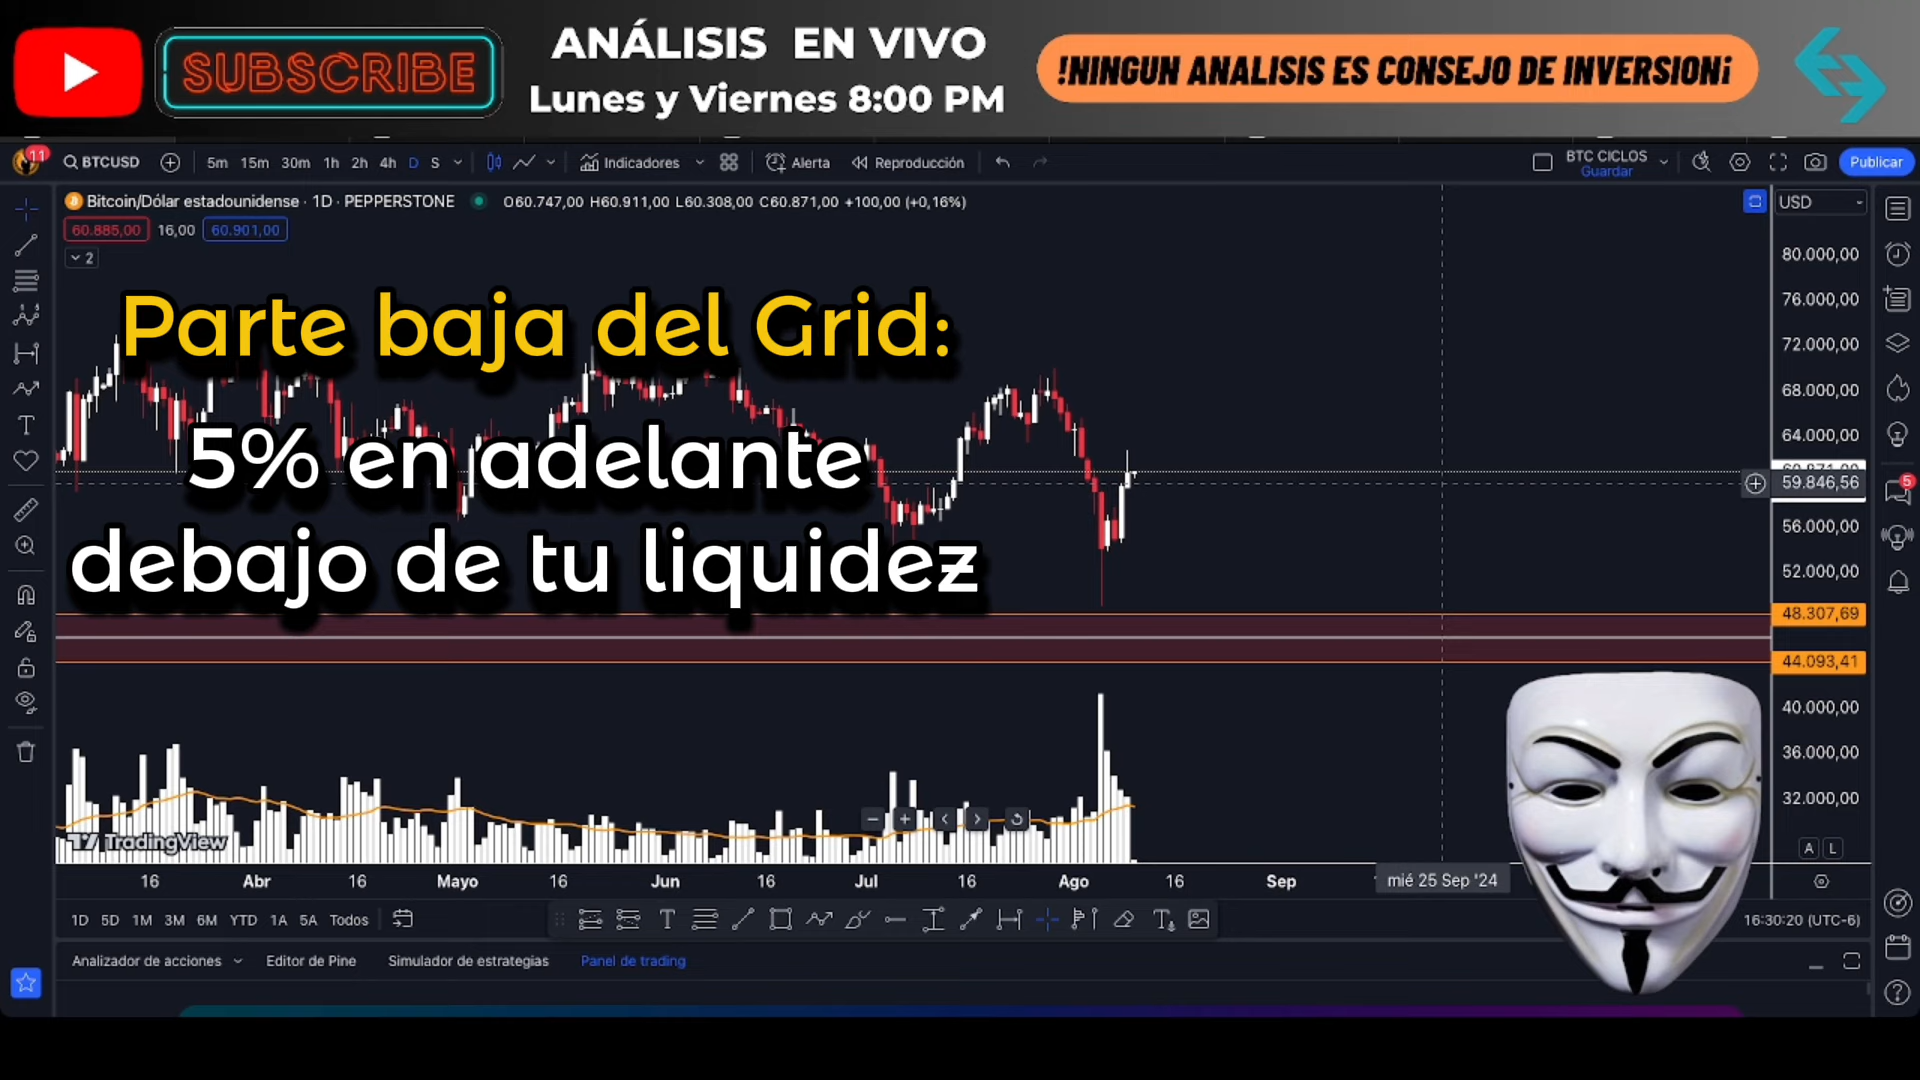 SUBSCRIBE
ANÁLISIS EN VIVO
Lunes y Viernes 8:00 PM
!NINGUN ANALISIS ES CONSEJO DE INVERSION¡
11
BTCUSD
5m 15m 30m 1h 2h 4h D S
Indicadores
Alerta
Reproducción
BTC CICLOS
Guardar
Publicar
Bitcoin/Dólar estadounidense · 1D · PEPPERSTONE
O60.747,00 H60.911,00 L60.308,00 C60.871,00 +100,00 (+0,16%)
USD
60.885,00 16,00 60.901,00
2
Parte baja del Grid:
5% en adelante
debajo de tu liquidez
80.000,00
76.000,00
72.000,00
68.000,00
64.000,00
59.846,56
5
56.000,00
52.000,00
48.307,69
44.093,41
40.000,00
36.000,00
32.000,00
TradingView
A L
16 Abr 16 Mayo 16 Jun 16 Jul 16 Ago 16 Sep mié 25 Sep '24
1D 5D 1M 3M 6M YTD 1A 5A Todos
16:30:20 (UTC-6)
Analizador de acciones Editor de Pine Simulador de estrategias Panel de trading